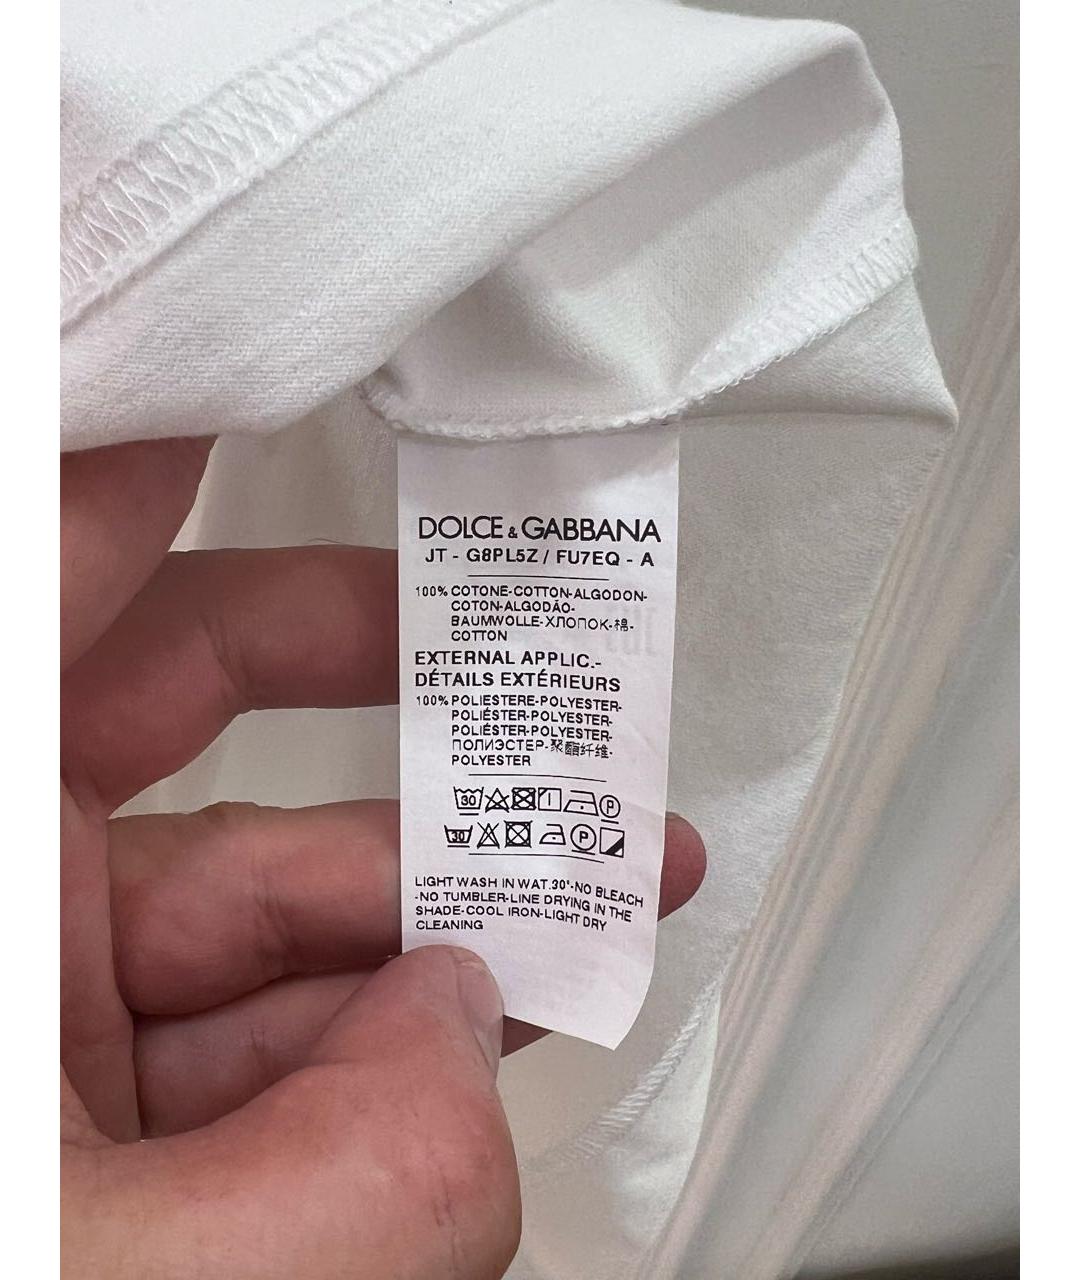 DOLCE & GABBANA
JT - G8PL5Z / FU7EQ - A
100% COTONE-COTTON-ALGODON-
COTON-ALGODÃO-
BAUMWOLLE-ХЛОПОК-棉-
COTTON
EXTERNAL APPLIC.-
DÉTAILS EXTÉRIEURS
100% POLIESTERE-POLYESTER-
POLIÉSTER-POLYESTER-
POLIÉSTER-POLYESTER-
ПОЛИЭСТЕР-聚酯纤维-
POLYESTER
30 P
30 P
LIGHT WASH IN WAT.30°-NO BLEACH
-NO TUMBLER-LINE DRYING IN THE
SHADE-COOL IRON-LIGHT DRY
CLEANING